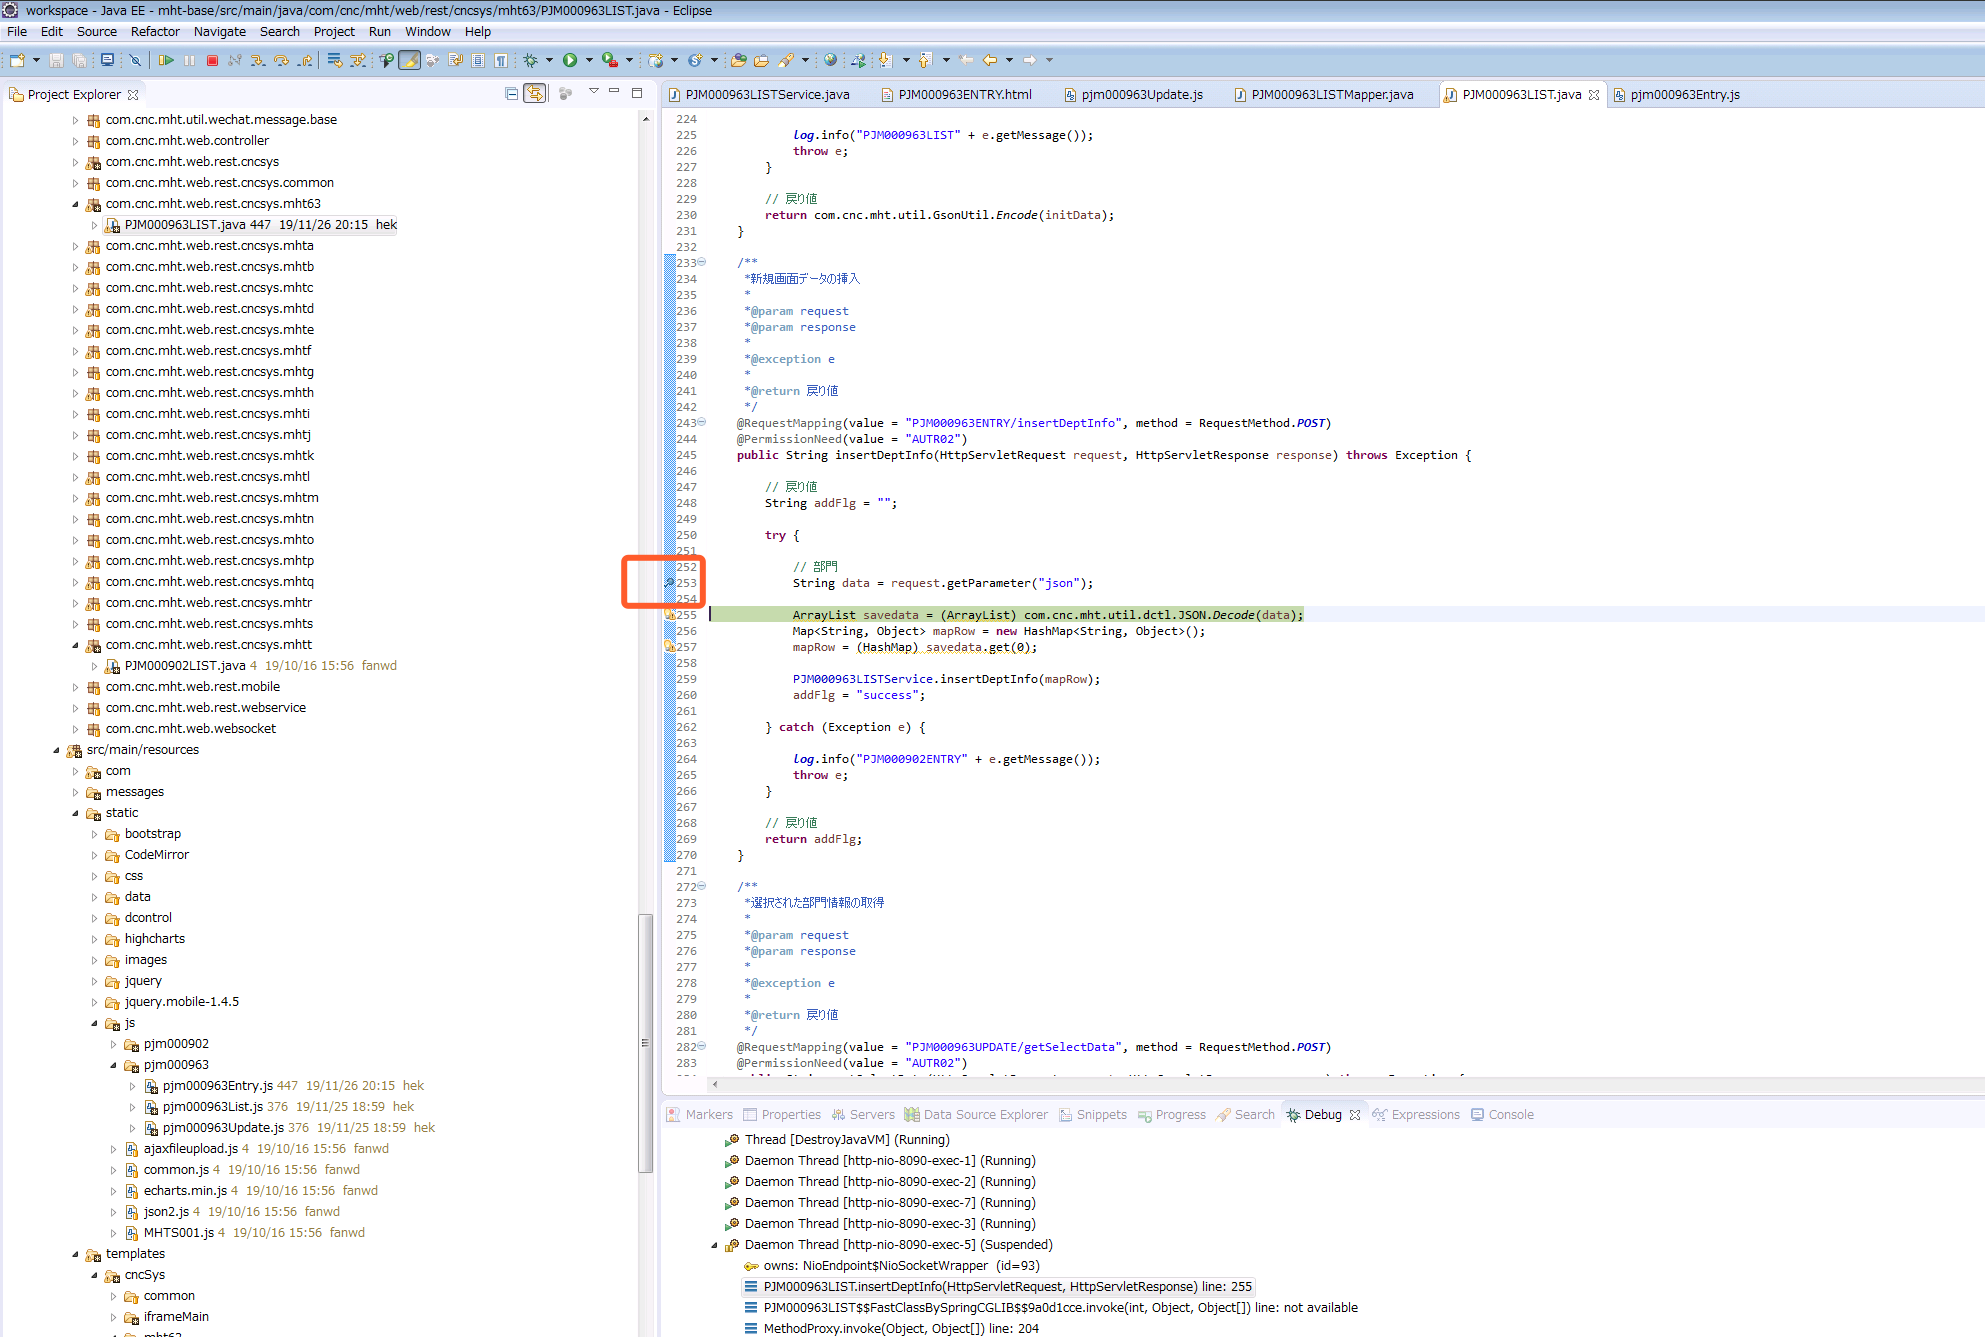 workspace - Java EE - mht-base/src/main/java/com/cnc/mht/web/rest/cncsys/mht63/PJM000963LIST.java - Eclipse
File Edit Source Refactor Navigate Search Project Run Window Help
Project Explorer
com.cnc.mht.util.wechat.message.base
com.cnc.mht.web.controller
com.cnc.mht.web.rest.cncsys
com.cnc.mht.web.rest.cncsys.common
com.cnc.mht.web.rest.cncsys.mht63
PJM000963LIST.java 447 19/11/26 20:15 hek
com.cnc.mht.web.rest.cncsys.mhta
com.cnc.mht.web.rest.cncsys.mhtb
com.cnc.mht.web.rest.cncsys.mhtc
com.cnc.mht.web.rest.cncsys.mhtd
com.cnc.mht.web.rest.cncsys.mhte
com.cnc.mht.web.rest.cncsys.mhtf
com.cnc.mht.web.rest.cncsys.mhtg
com.cnc.mht.web.rest.cncsys.mhth
com.cnc.mht.web.rest.cncsys.mhti
com.cnc.mht.web.rest.cncsys.mhtj
com.cnc.mht.web.rest.cncsys.mhtk
com.cnc.mht.web.rest.cncsys.mhtl
com.cnc.mht.web.rest.cncsys.mhtm
com.cnc.mht.web.rest.cncsys.mhtn
com.cnc.mht.web.rest.cncsys.mhto
com.cnc.mht.web.rest.cncsys.mhtp
com.cnc.mht.web.rest.cncsys.mhtq
com.cnc.mht.web.rest.cncsys.mhtr
com.cnc.mht.web.rest.cncsys.mhts
com.cnc.mht.web.rest.cncsys.mhtt
PJM000902LIST.java 4 19/10/16 15:56 fanwd
com.cnc.mht.web.rest.mobile
com.cnc.mht.web.rest.webservice
com.cnc.mht.web.websocket
src/main/resources
com
messages
static
bootstrap
CodeMirror
css
data
dcontrol
highcharts
images
jquery
jquery.mobile-1.4.5
js
pjm000902
pjm000963
pjm000963Entry.js 447 19/11/26 20:15 hek
pjm000963List.js 376 19/11/25 18:59 hek
pjm000963Update.js 376 19/11/25 18:59 hek
ajaxfileupload.js 4 19/10/16 15:56 fanwd
common.js 4 19/10/16 15:56 fanwd
echarts.min.js 4 19/10/16 15:56 fanwd
json2.js 4 19/10/16 15:56 fanwd
MHTS001.js 4 19/10/16 15:56 fanwd
templates
cncSys
common
iframeMain
PJM000963LISTService.java PJM000963ENTRY.html pjm000963Update.js PJM000963LISTMapper.java PJM000963LIST.java pjm000963Entry.js
224
225 log.info("PJM000963LIST" + e.getMessage());
226 throw e;
227 }
228
229 // 戻り値
230 return com.cnc.mht.util.GsonUtil.Encode(initData);
231 }
232
233 /**
234 *新規画面データの挿入
235 *
236 *@param request
237 *@param response
238 *
239 *@exception e
240 *
241 *@return 戻り値
242 */
243 @RequestMapping(value = "PJM000963ENTRY/insertDeptInfo", method = RequestMethod.POST)
244 @PermissionNeed(value = "AUTR02")
245 public String insertDeptInfo(HttpServletRequest request, HttpServletResponse response) throws Exception {
246
247 // 戻り値
248 String addFlg = "";
249
250 try {
251
252 // 部門
253 String data = request.getParameter("json");
254
255 ArrayList savedata = (ArrayList) com.cnc.mht.util.dctl.JSON.Decode(data);
256 Map<String, Object> mapRow = new HashMap<String, Object>();
257 mapRow = (HashMap) savedata.get(0);
258
259 PJM000963LISTService.insertDeptInfo(mapRow);
260 addFlg = "success";
261
262 } catch (Exception e) {
263
264 log.info("PJM000902ENTRY" + e.getMessage());
265 throw e;
266 }
267
268 // 戻り値
269 return addFlg;
270 }
271
272 /**
273 *選択された部門情報の取得
274 *
275 *@param request
276 *@param response
277 *
278 *@exception e
279 *
280 *@return 戻り値
281 */
282 @RequestMapping(value = "PJM000963UPDATE/getSelectData", method = RequestMethod.POST)
283 @PermissionNeed(value = "AUTR02")
Markers Properties Servers Data Source Explorer Snippets Progress Search Debug Expressions Console
Thread [DestroyJavaVM] (Running)
Daemon Thread [http-nio-8090-exec-1] (Running)
Daemon Thread [http-nio-8090-exec-2] (Running)
Daemon Thread [http-nio-8090-exec-7] (Running)
Daemon Thread [http-nio-8090-exec-3] (Running)
Daemon Thread [http-nio-8090-exec-5] (Suspended)
owns: NioEndpoint$NioSocketWrapper (id=93)
PJM000963LIST.insertDeptInfo(HttpServletRequest, HttpServletResponse) line: 255
PJM000963LIST$$FastClassBySpringCGLIB$$9a0d1cce.invoke(int, Object, Object[]) line: not available
MethodProxy.invoke(Object, Object[]) line: 204